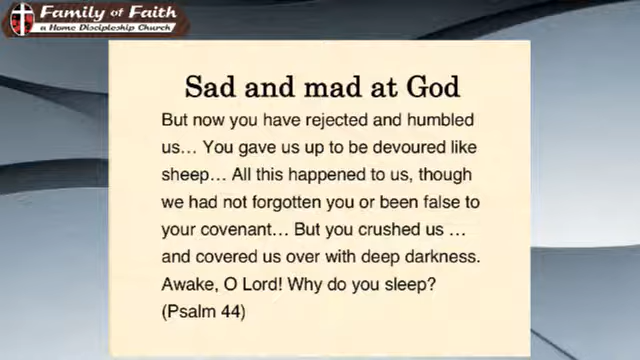 Family of Faith
a Home Discipleship Church
Sad and mad at God
But now you have rejected and humbled
us... You gave us up to be devoured like
sheep... All this happened to us, though
we had not forgotten you or been false to
your covenant... But you crushed us ...
and covered us over with deep darkness.
Awake, O Lord! Why do you sleep?
(Psalm 44)